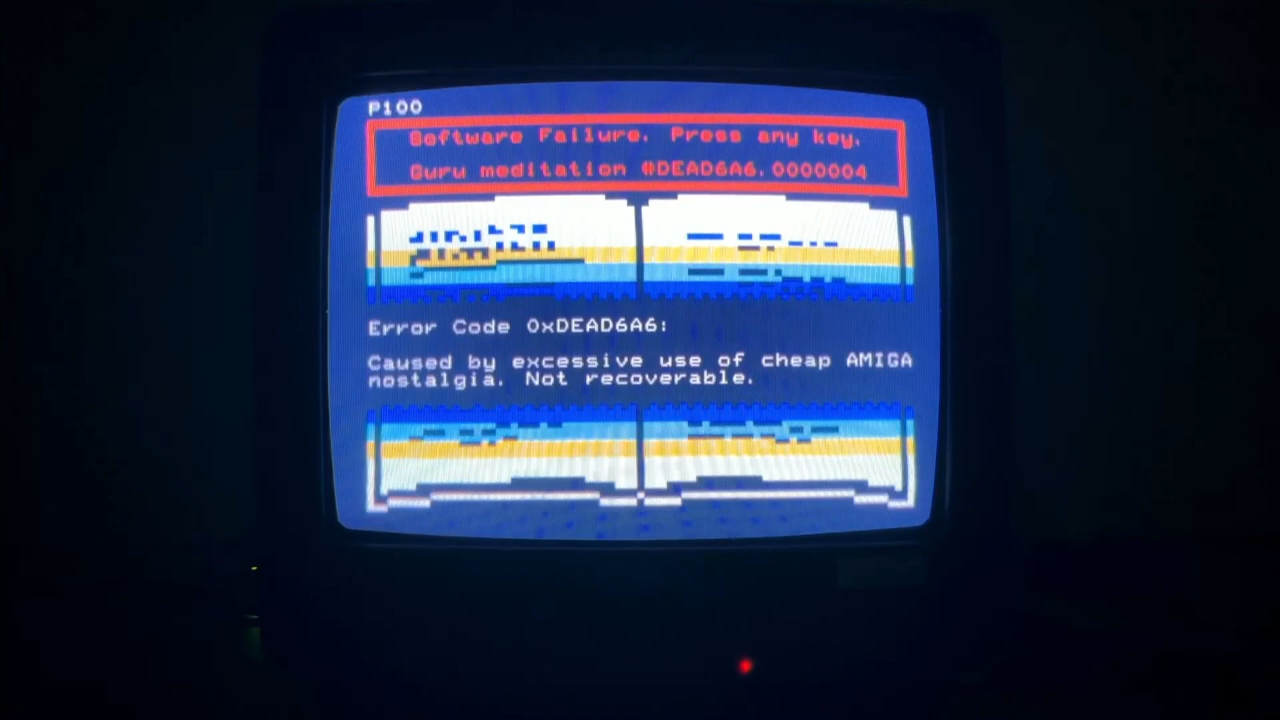 P100
Software Failure. Press any key.
Guru meditation #DEAD6A6.0000004
Error Code 0xDEAD6A6:
Caused by excessive use of cheap AMIGA
nostalgia. Not recoverable.